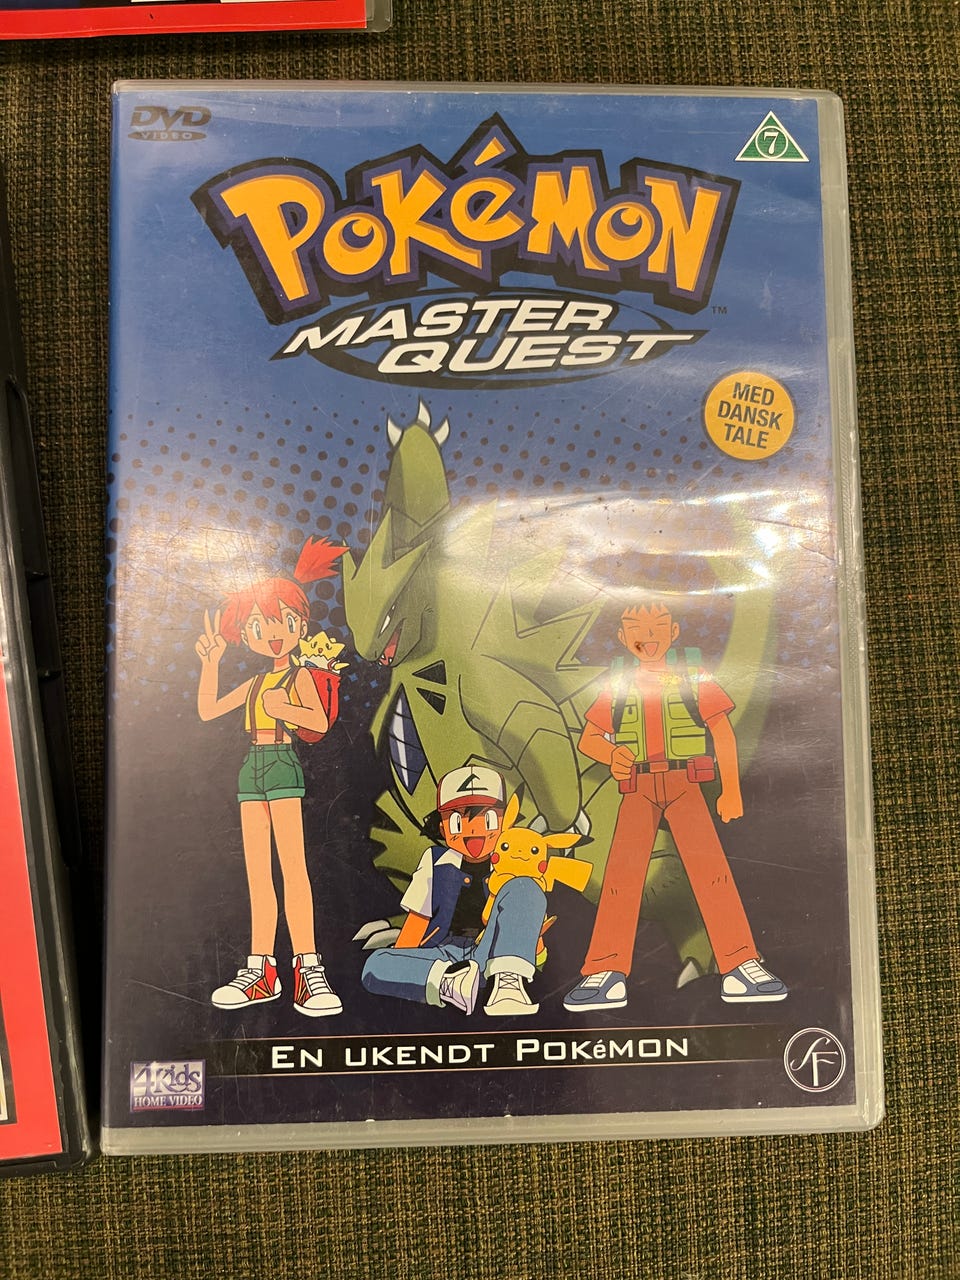 DVD
VIDEO
7
POKéMON
TM
MASTER
QUEST
MED
DANSK
TALE
EN UKENDT POKéMON
4Kids
HOME VIDEO
SF